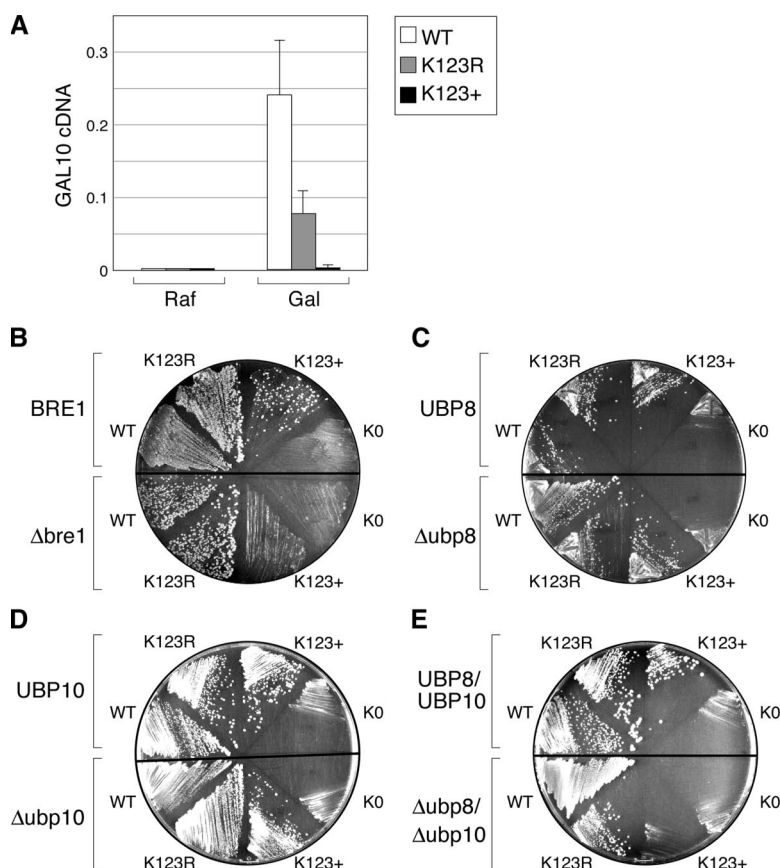 A
GAL10 cDNA
0.3
0.2
0.1
0
Raf
Gal
WT
K123R
K123+
B
BRE1
Δbre1
K123R
K123+
WT
K0
WT
K0
K123R
K123+
C
UBP8
Δubp8
K123R
K123+
WT
K0
WT
K0
K123R
K123+
D
UBP10
Δubp10
K123R
K123+
WT
K0
WT
K0
K123R
K123+
E
UBP8/
UBP10
Δubp8/
Δubp10
K123R
K123+
WT
K0
WT
K0
K123R
K123+